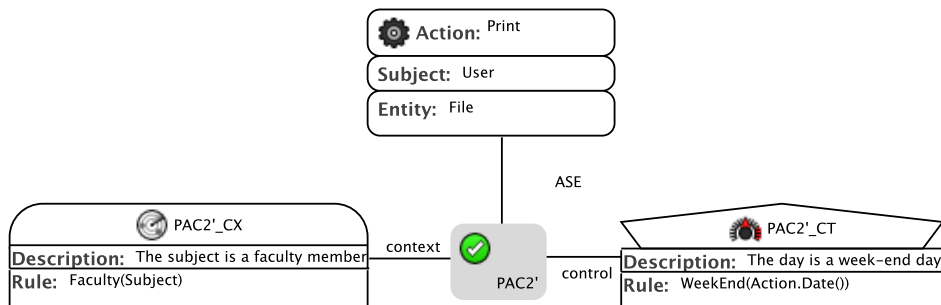 Action: Print
Subject: User
Entity: File
ASE
PAC2'_CX
Description: The subject is a faculty member
Rule: Faculty(Subject)
context
PAC2'
control
PAC2'_CT
Description: The day is a week-end day
Rule: WeekEnd(Action.Date())